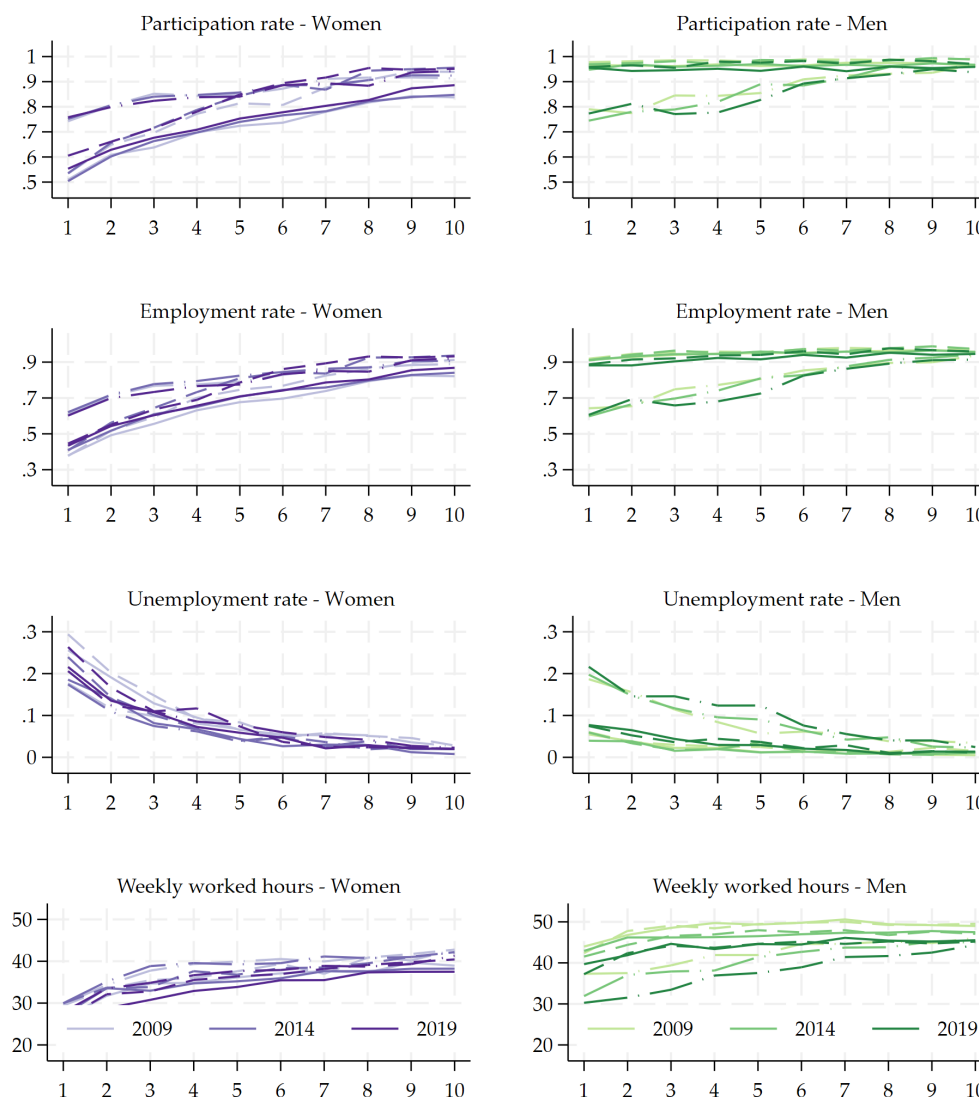 Participation rate - Women
1
.9
.8
.7
.6
.5
1 2 3 4 5 6 7 8 9 10
Participation rate - Men
1
.9
.8
.7
.6
.5
1 2 3 4 5 6 7 8 9 10
Employment rate - Women
.9
.7
.5
.3
1 2 3 4 5 6 7 8 9 10
Employment rate - Men
.9
.7
.5
.3
1 2 3 4 5 6 7 8 9 10
Unemployment rate - Women
.3
.2
.1
0
1 2 3 4 5 6 7 8 9 10
Unemployment rate - Men
.3
.2
.1
0
1 2 3 4 5 6 7 8 9 10
Weekly worked hours - Women
50
40
30
2009 2014 2019
20
1 2 3 4 5 6 7 8 9 10
Weekly worked hours - Men
50
40
30
2009 2014 2019
20
1 2 3 4 5 6 7 8 9 10